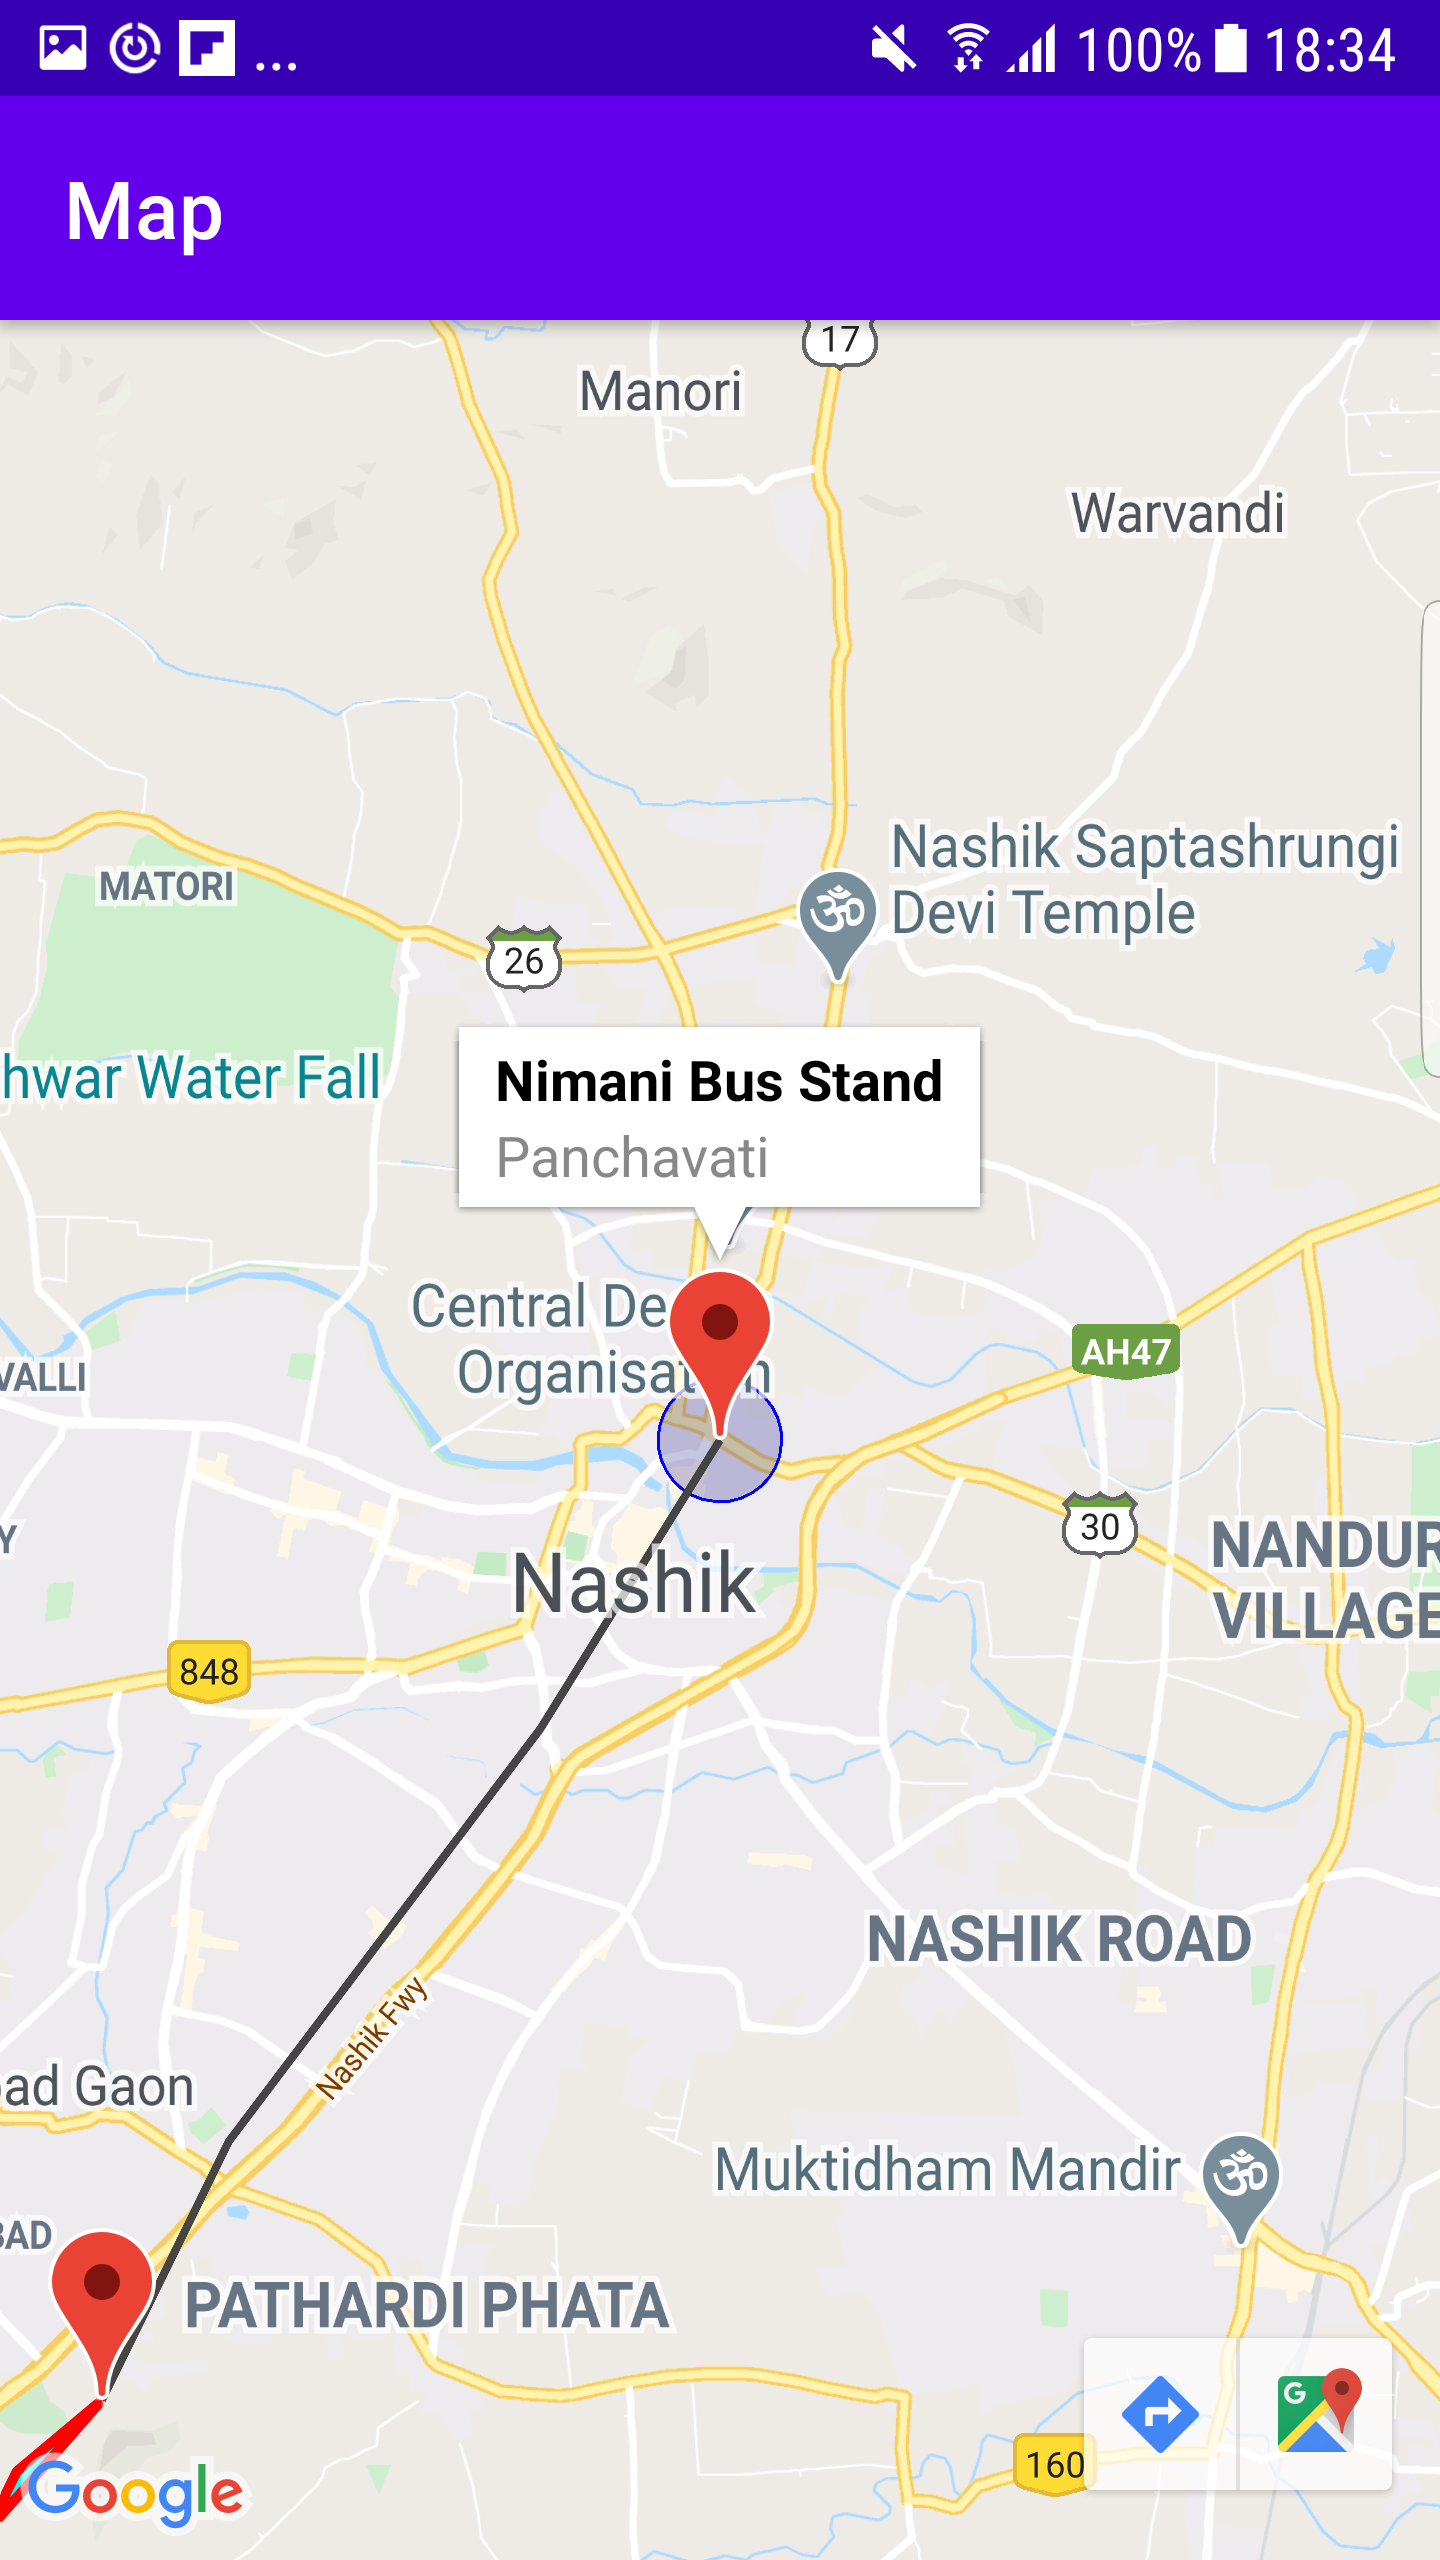 ... 100% 18:34
Map
17
Manori
Warvandi
Nashik Saptashrungi
Devi Temple
MATORI
26
hwar Water Fall
Nimani Bus Stand
Panchavati
Central De
Organisat n
AH47
VALLI
30
Y
NANDUR
VILLAGE
Nashik
848
NASHIK ROAD
Nashik Fwy
ad Gaon
Muktidham Mandir
BAD
PATHARDI PHATA
G
160
Google